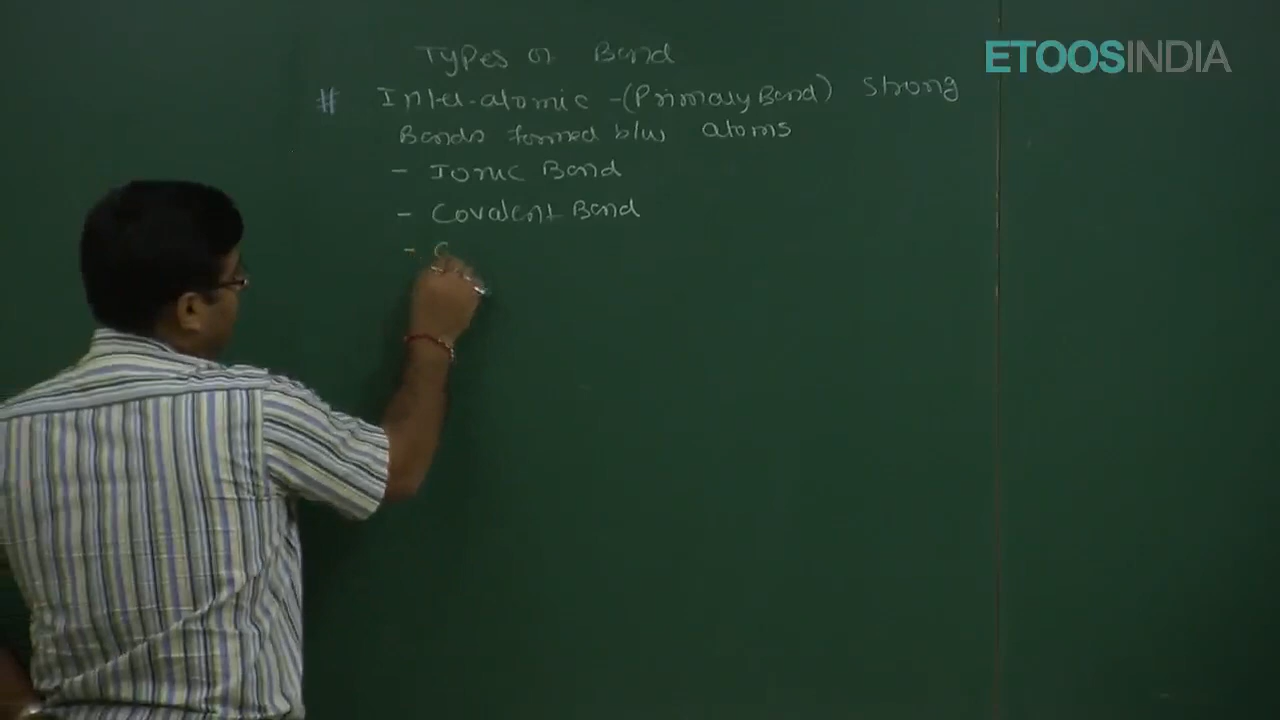 Types of Bond
ETOOSINDIA
# Inter-atomic -(Primary Bond) Strong
Bonds formed b/w atoms
- Ionic Bond
- Covalent Bond
- C